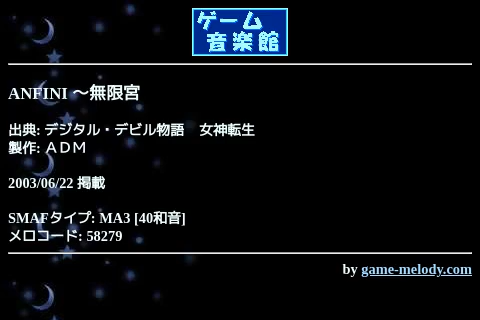 ゲーム
音楽館
ANFINI ～無限宮
出典: デジタル・デビル物語　女神転生
製作: ＡＤＭ
2003/06/22 掲載
SMAFタイプ: MA3 [40和音]
メロコード: 58279
by game-melody.com